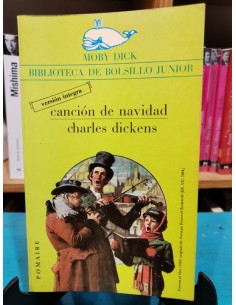 MOBY DICK
BIBLIOTECA DE BOLSILLO JUNIOR
versión íntegra
canción de navidad
charles dickens
POMAIRE
Mishima